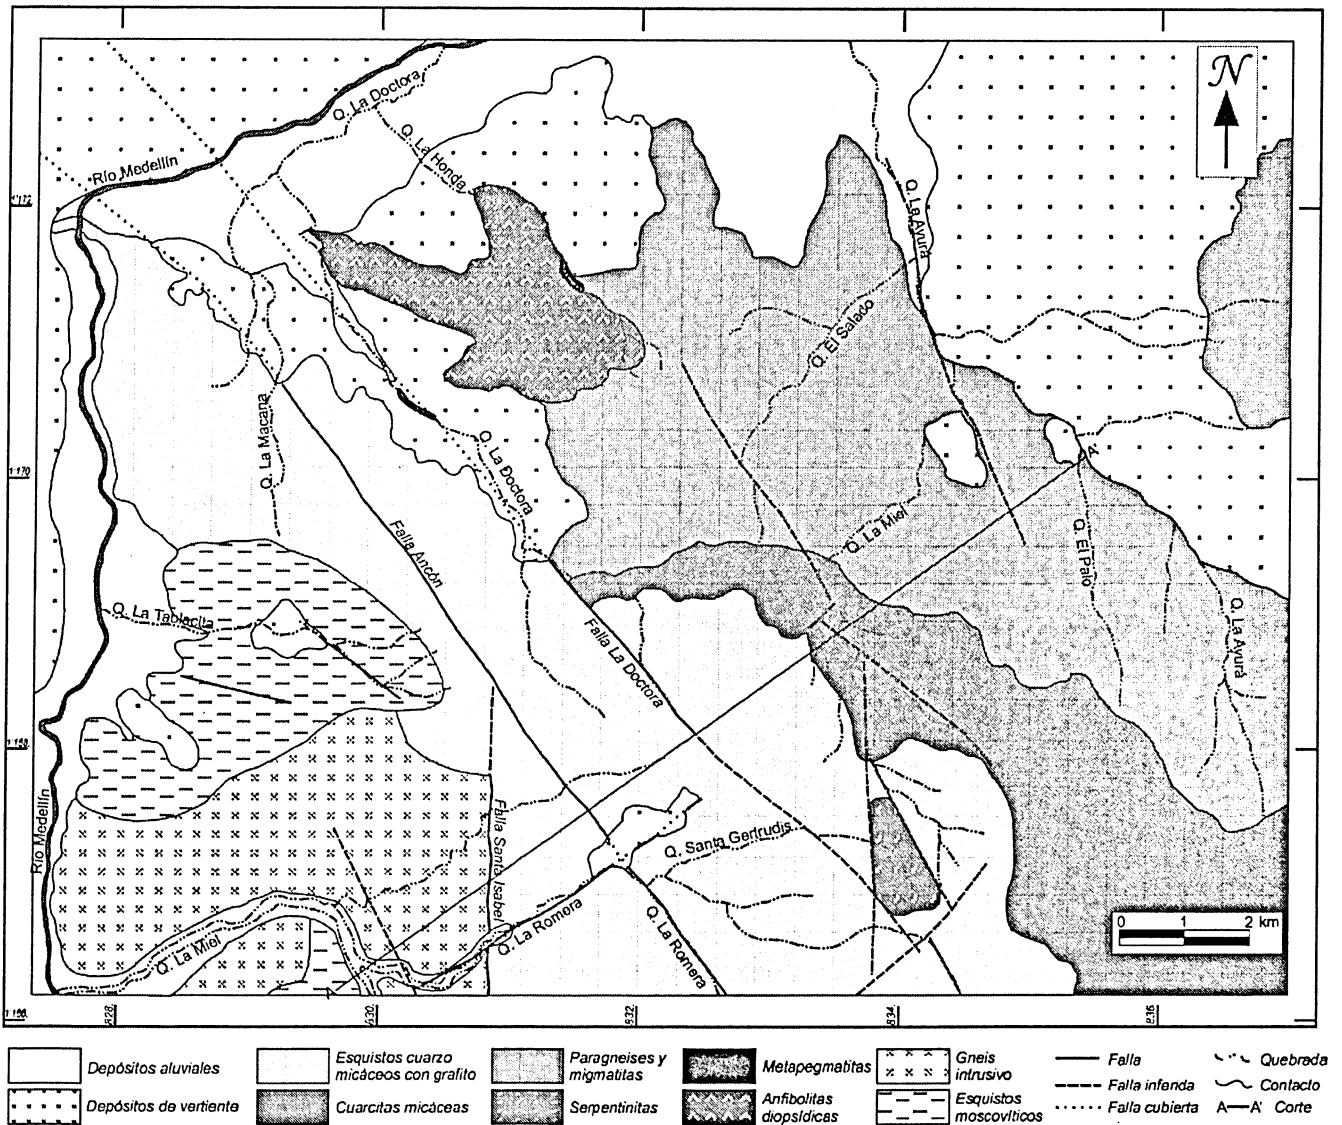 N
Q. La Doctora
Q. La Honda
Río Medellín
Q. La Ayurá
1'172.
Q. El Salado
Q. La Macana
Q. La Doctora
A'
1'170
Falla Ancón
Q. La Miel
Q. El Palo
Q. La Tablacita
Falla La Doctora
Q. La Ayurá
1'168.
Río Medellín
Falla Santa Isabel
Q. Santa Gertrudis
Q. La Miel
Q. La Romera
Q. La Romera
0 1 2 km
828.
830.
832.
834.
836.
Depósitos aluviales
Esquistos cuarzo
micáceos con grafito
Paragneises y
migmatitas
Metapegmatitas
Gneis
intrusivo
Falla
Quebrada
Falla inferida
Contacto
Depósitos de vertiente
Cuarcitas micáceas
Serpentinitas
Anfibolitas
diopsídicas
Esquistos
moscovíticos
Falla cubierta
A A' Corte